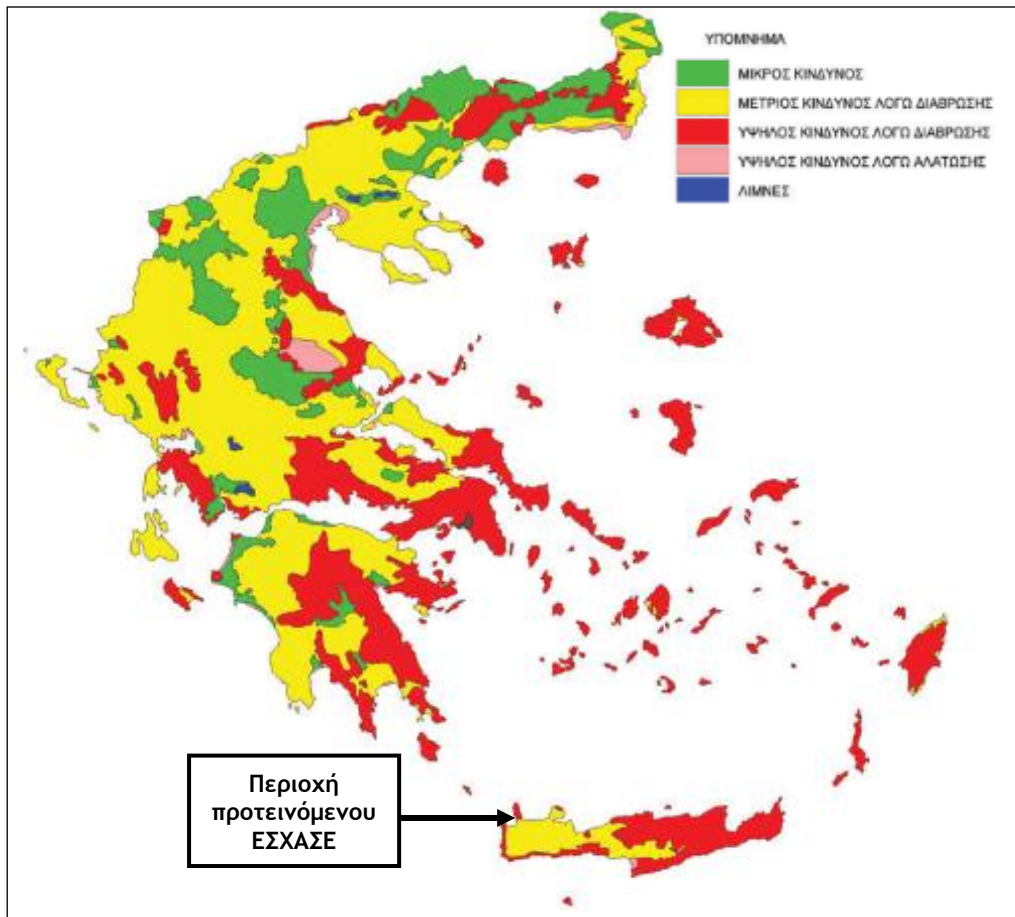 ΥΠΟΜΝΗΜΑ
ΜΙΚΡΟΣ ΚΙΝΔΥΝΟΣ
ΜΕΤΡΙΟΣ ΚΙΝΔΥΝΟΣ ΛΟΓΩ ΔΙΑΒΡΩΣΗΣ
ΥΨΗΛΟΣ ΚΙΝΔΥΝΟΣ ΛΟΓΩ ΔΙΑΒΡΩΣΗΣ
ΥΨΗΛΟΣ ΚΙΝΔΥΝΟΣ ΛΟΓΩ ΑΛΑΤΩΣΗΣ
ΛΙΜΝΕΣ
Περιοχή
προτεινόμενου
ΕΣΧΑΣΕ